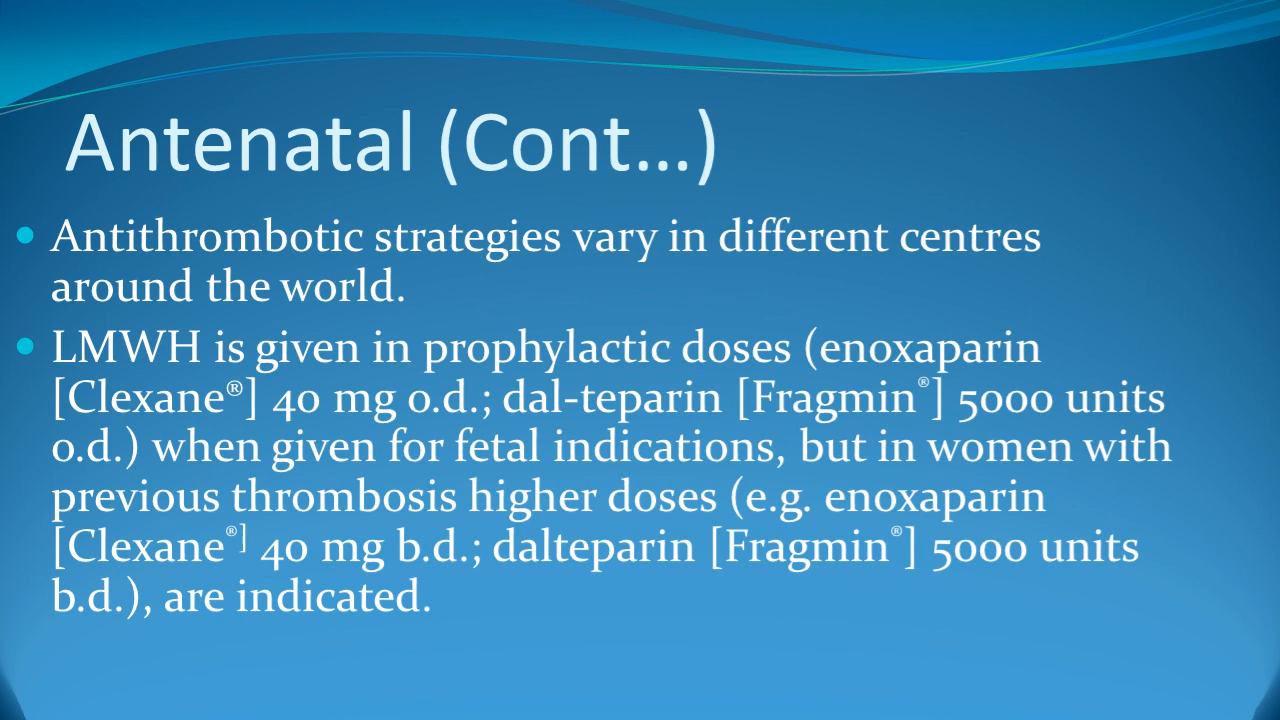 Antenatal (Cont…)
• Antithrombotic strategies vary in different centres
around the world.
• LMWH is given in prophylactic doses (enoxaparin
[Clexane®] 40 mg o.d.; dal-teparin [Fragmin®] 5000 units
o.d.) when given for fetal indications, but in women with
previous thrombosis higher doses (e.g. enoxaparin
[Clexane®] 40 mg b.d.; dalteparin [Fragmin®] 5000 units
b.d.), are indicated.